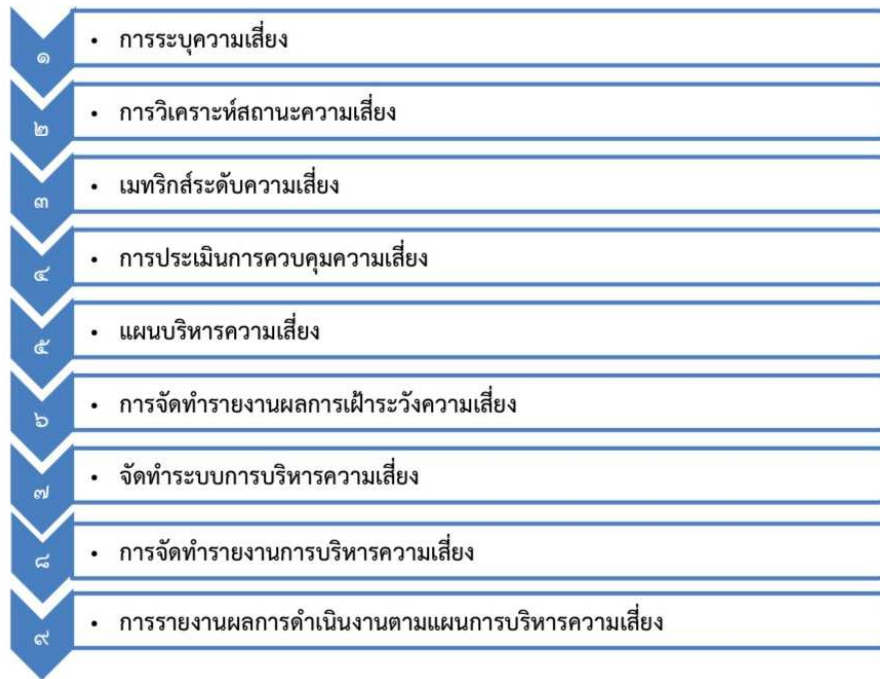 ๑
• การระบุความเสี่ยง
๒
• การวิเคราะห์สถานะความเสี่ยง
๓
• เมทริกส์ระดับความเสี่ยง
๔
• การประเมินการควบคุมความเสี่ยง
๕
• แผนบริหารความเสี่ยง
๖
• การจัดทำรายงานผลการเฝ้าระวังความเสี่ยง
๗
• จัดทำระบบการบริหารความเสี่ยง
๘
• การจัดทำรายงานการบริหารความเสี่ยง
๙
• การรายงานผลการดำเนินงานตามแผนการบริหารความเสี่ยง